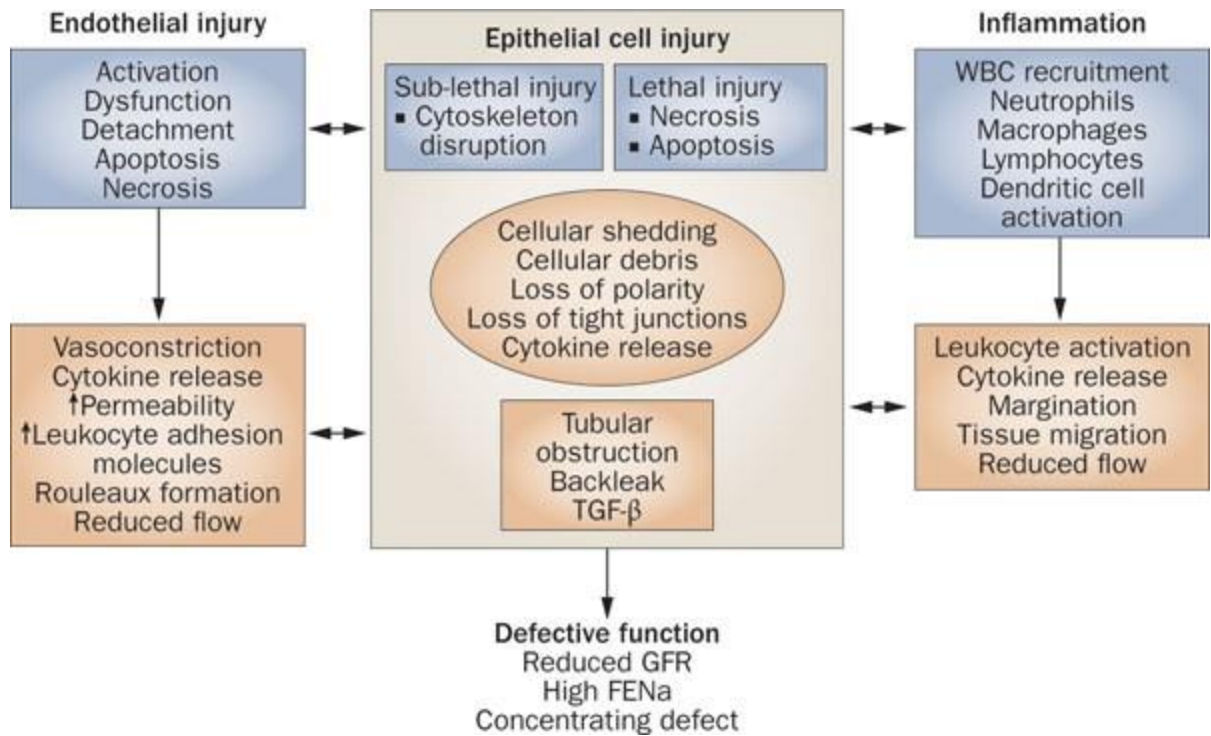 Endothelial injury
Activation
Dysfunction
Detachment
Apoptosis
Necrosis
Vasoconstriction
Cytokine release
↑Permeability
↑Leukocyte adhesion
molecules
Rouleaux formation
Reduced flow
Epithelial cell injury
Sub-lethal injury
▪ Cytoskeleton
disruption
Lethal injury
▪ Necrosis
▪ Apoptosis
Cellular shedding
Cellular debris
Loss of polarity
Loss of tight junctions
Cytokine release
Tubular
obstruction
Backleak
TGF-β
Defective function
Reduced GFR
High FENa
Concentrating defect
Inflammation
WBC recruitment
Neutrophils
Macrophages
Lymphocytes
Dendritic cell
activation
Leukocyte activation
Cytokine release
Margination
Tissue migration
Reduced flow